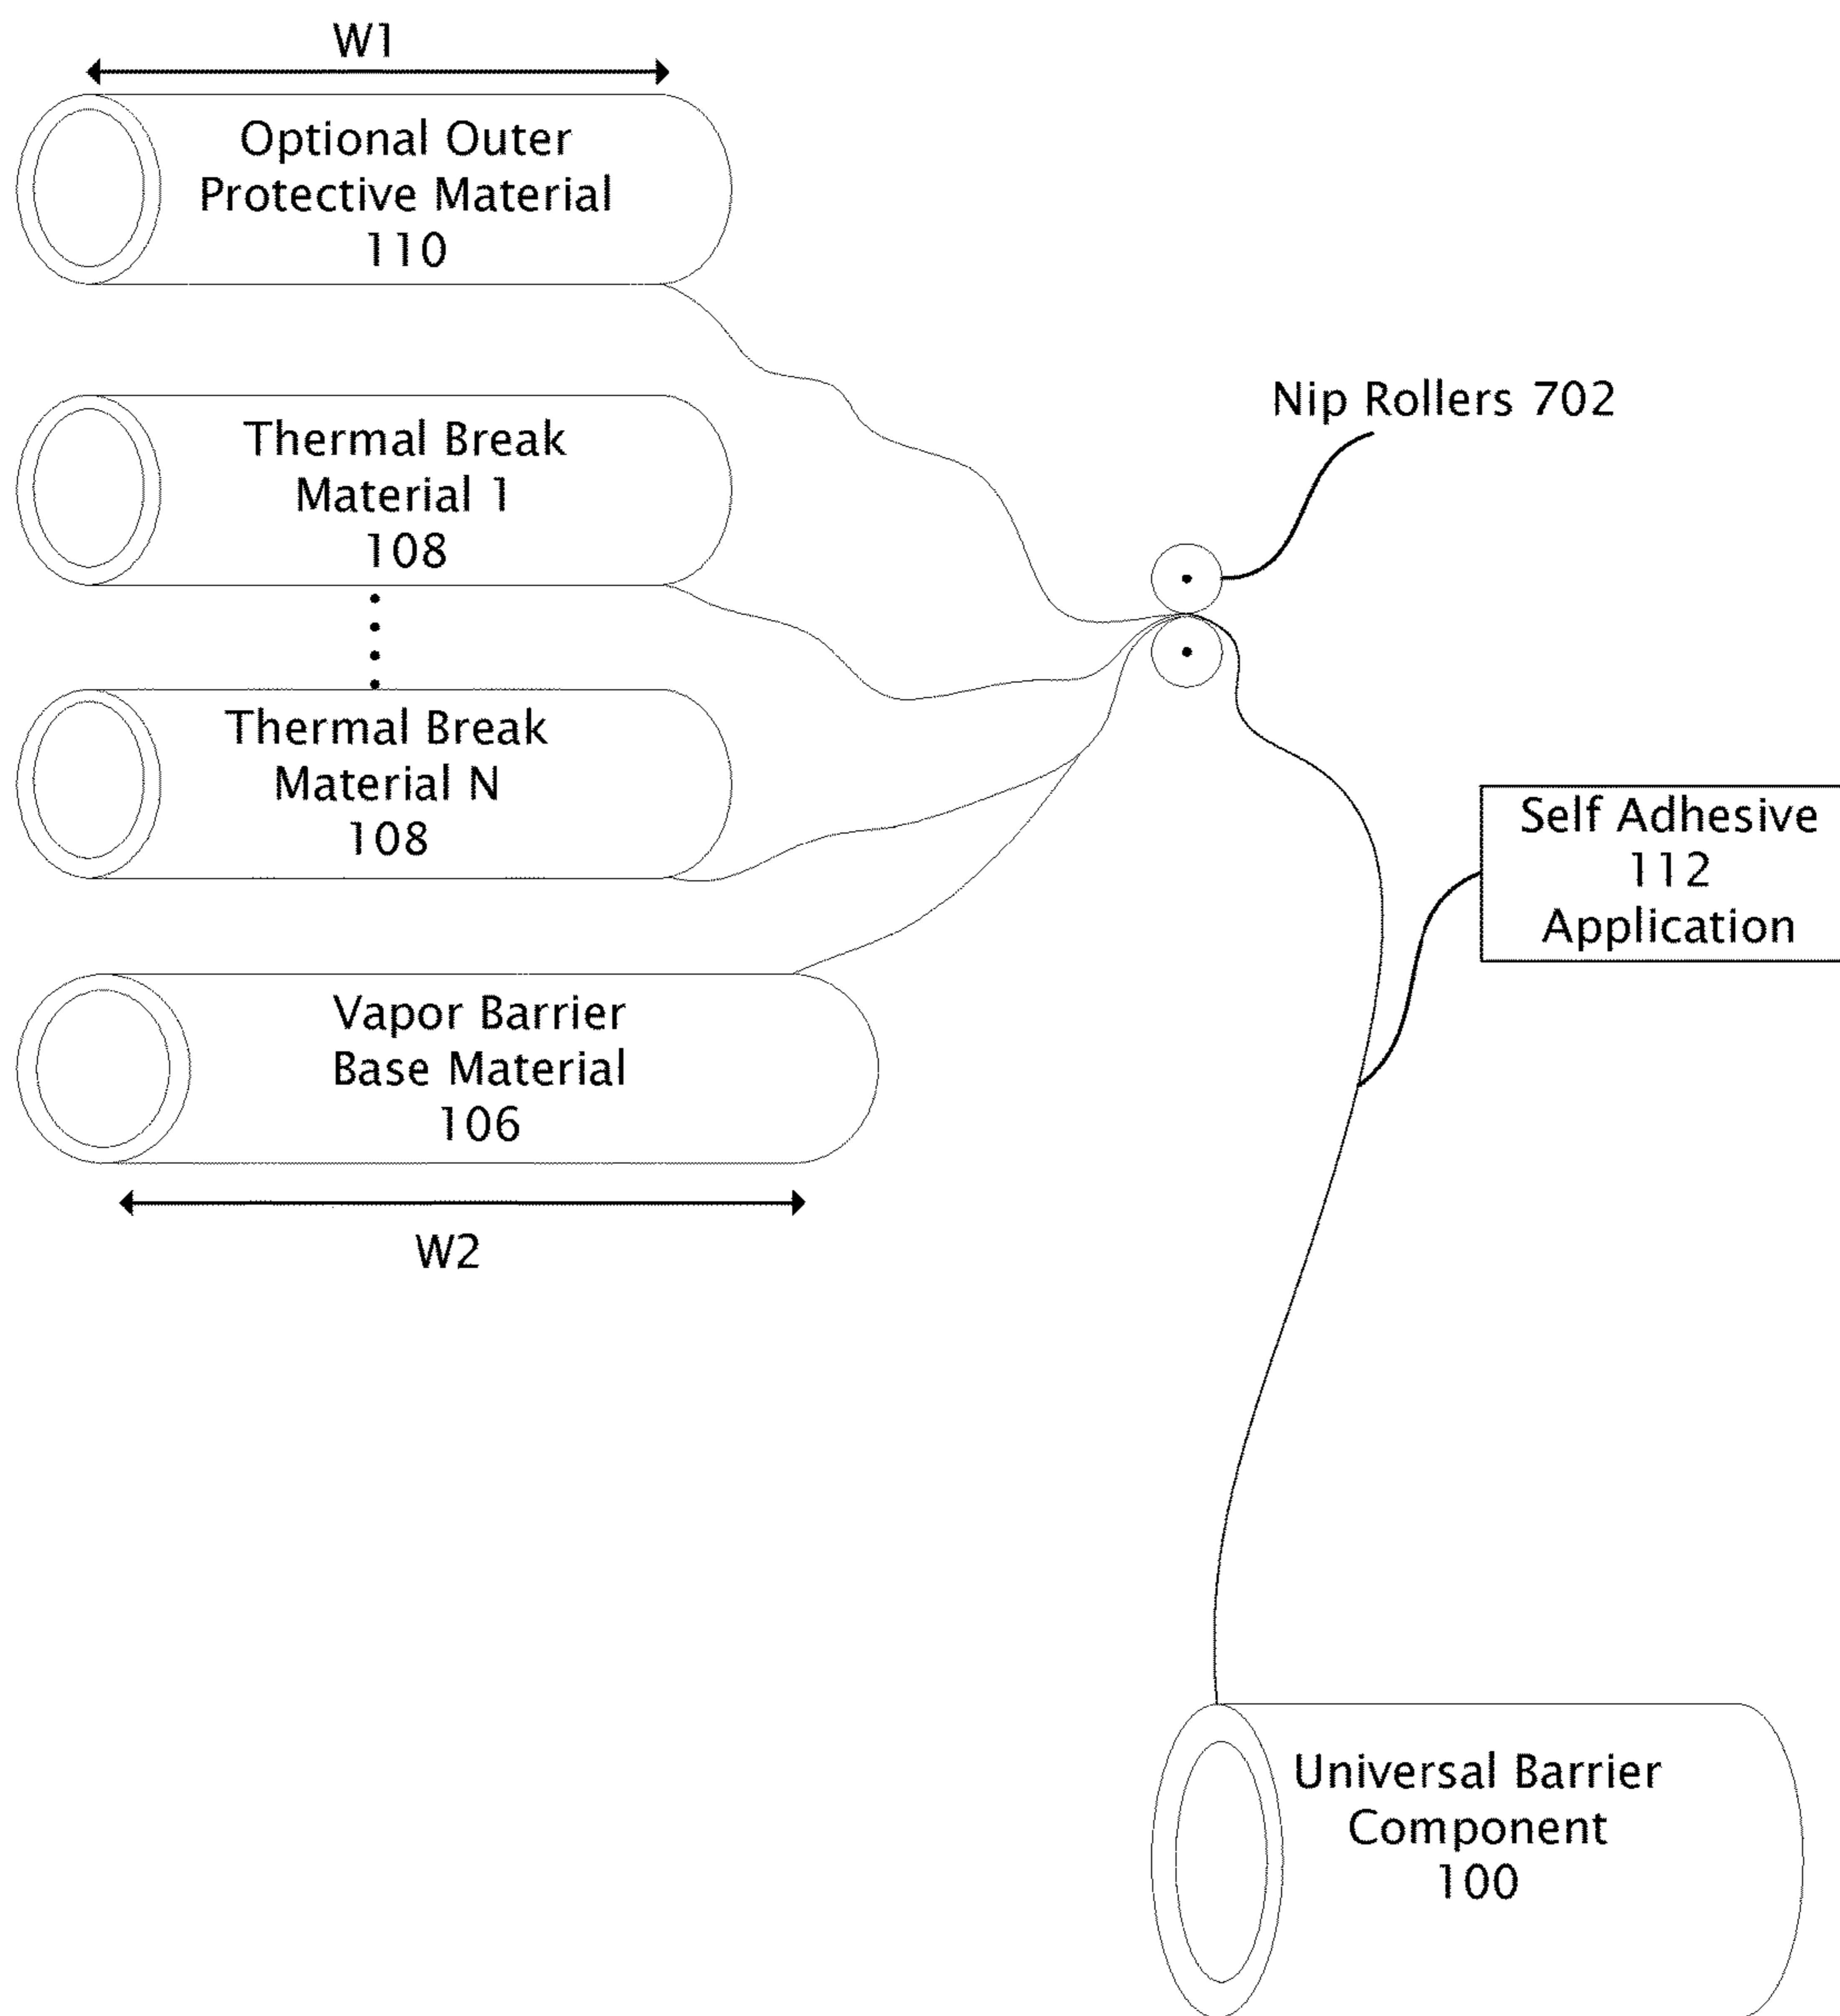 W1
Optional Outer
Protective Material
110
Thermal Break
Material 1
108
Nip Rollers 702
Thermal Break
Material N
108
Self Adhesive
112
Application
Vapor Barrier
Base Material
106
W2
Universal Barrier
Component
100